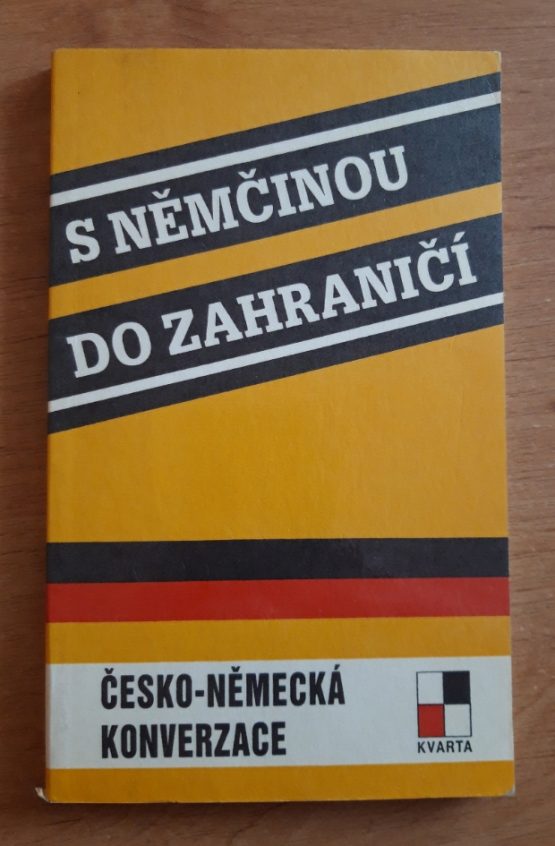 S NĚMČINOU
DO ZAHRANIČÍ
ČESKO-NĚMECKÁ
KONVERZACE
KVARTA